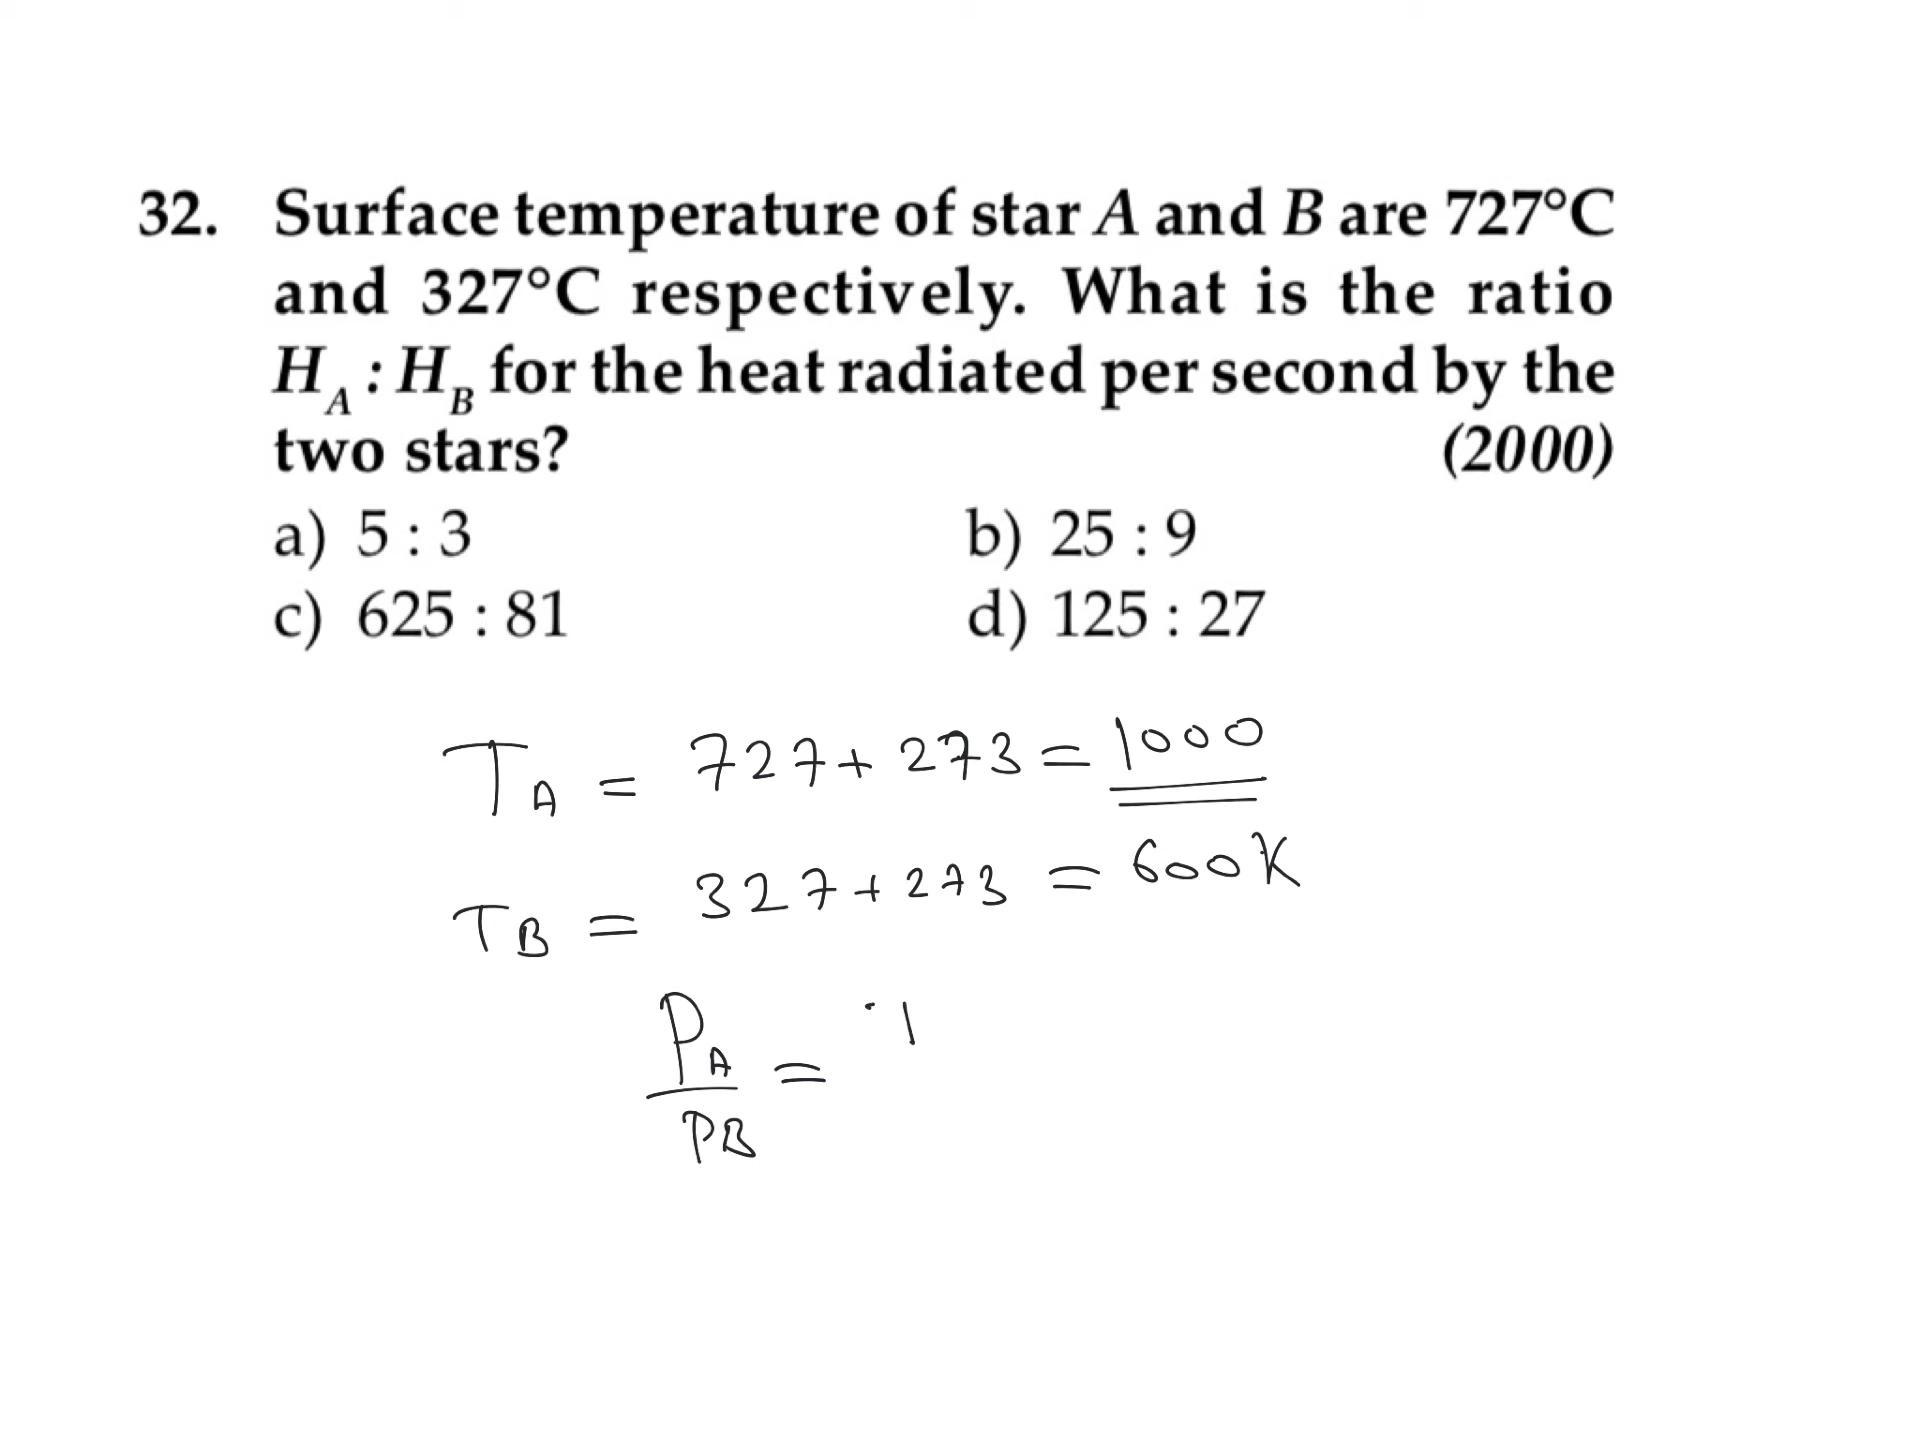 32. Surface temperature of star A and B are 727°C
and 327°C respectively. What is the ratio
H_A : H_B for the heat radiated per second by the
two stars? (2000)
a) 5 : 3 b) 25 : 9
c) 625 : 81 d) 125 : 27
T_A = 727 + 273 = 1000
T_B = 327 + 273 = 600K
P_A
=
PB